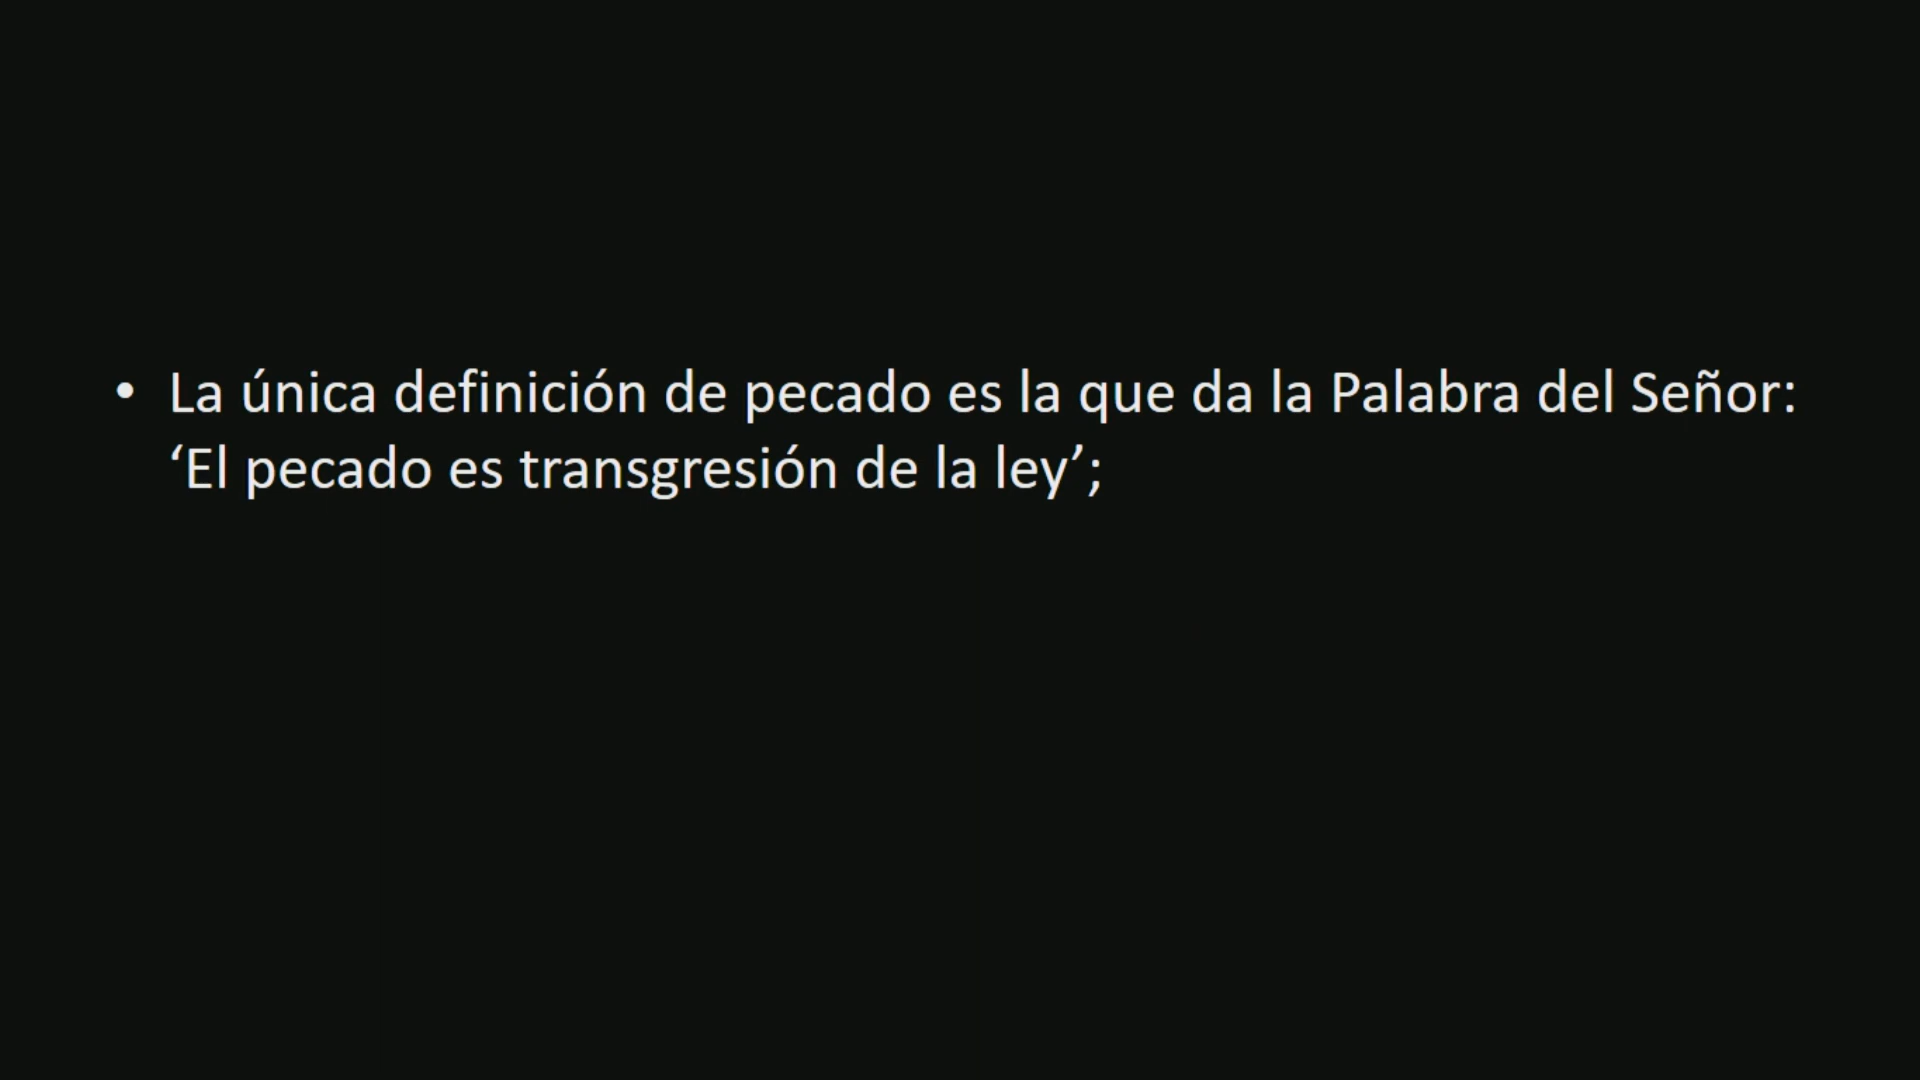 • La única definición de pecado es la que da la Palabra del Señor:
‘El pecado es transgresión de la ley’;